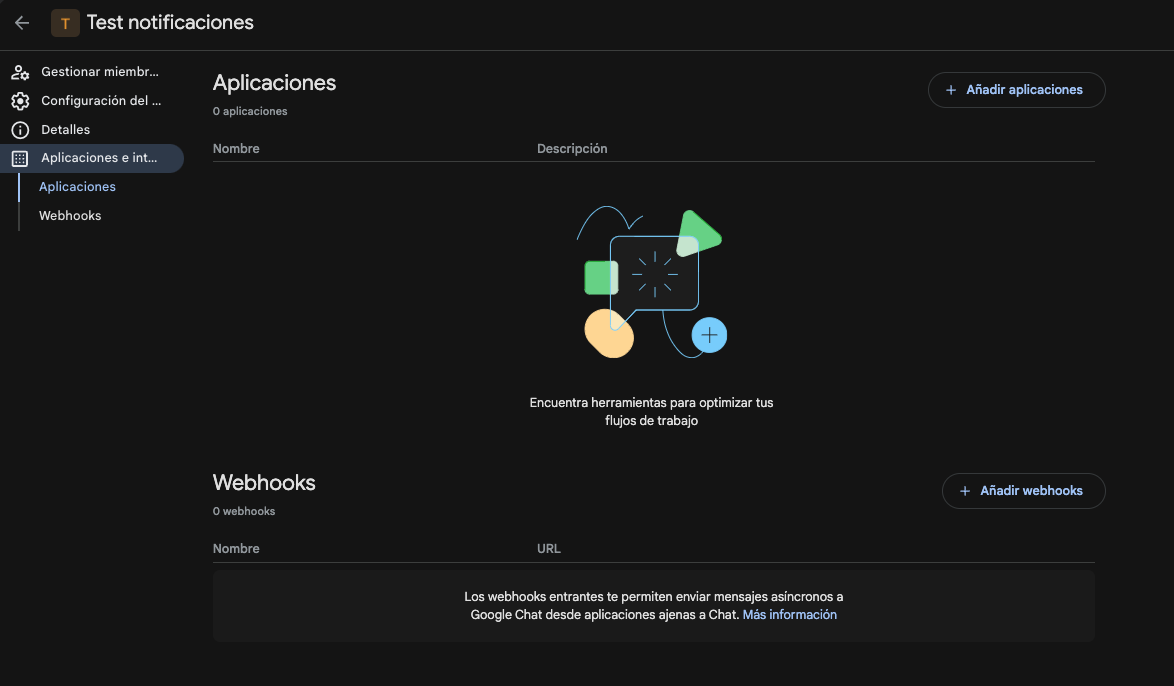 T Test notificaciones
Gestionar miembr...
Configuración del ...
Detalles
Aplicaciones e int...
Aplicaciones
Webhooks
Aplicaciones
0 aplicaciones
+ Añadir aplicaciones
Nombre Descripción
Encuentra herramientas para optimizar tus
flujos de trabajo
Webhooks
0 webhooks
+ Añadir webhooks
Nombre URL
Los webhooks entrantes te permiten enviar mensajes asíncronos a
Google Chat desde aplicaciones ajenas a Chat. Más información